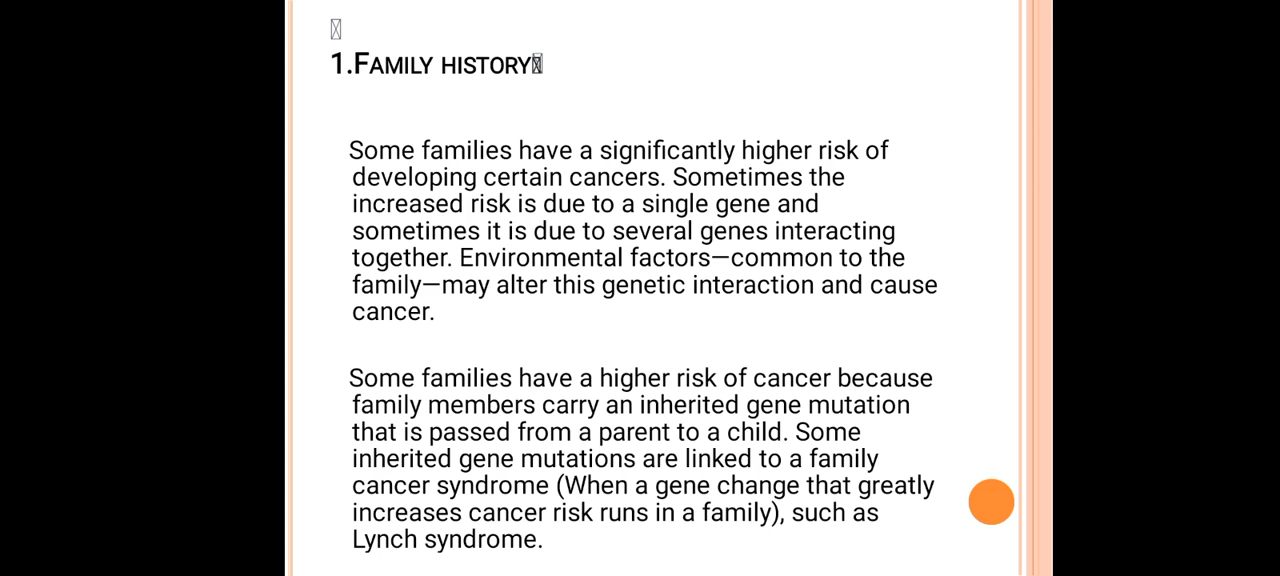 1.FAMILY HISTORY
Some families have a significantly higher risk of
developing certain cancers. Sometimes the
increased risk is due to a single gene and
sometimes it is due to several genes interacting
together. Environmental factors—common to the
family—may alter this genetic interaction and cause
cancer.
Some families have a higher risk of cancer because
family members carry an inherited gene mutation
that is passed from a parent to a child. Some
inherited gene mutations are linked to a family
cancer syndrome (When a gene change that greatly
increases cancer risk runs in a family), such as
Lynch syndrome.